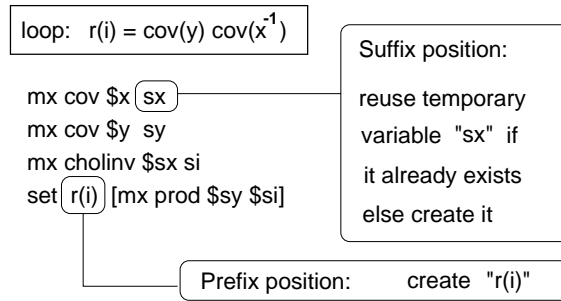 loop: r(i) = cov(y) cov(x⁻¹)
mx cov $x sx
mx cov $y sy
mx cholinv $sx si
set r(i) [mx prod $sy $si]
Suffix position:
reuse temporary
variable "sx" if
it already exists
else create it
Prefix position: create "r(i)"